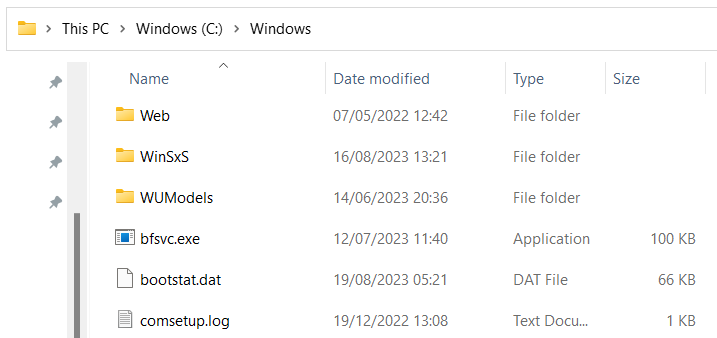 This PC > Windows (C:) > Windows
Name Date modified Type Size
Web 07/05/2022 12:42 File folder
WinSxS 16/08/2023 13:21 File folder
WUModels 14/06/2023 20:36 File folder
bfsvc.exe 12/07/2023 11:40 Application 100 KB
bootstat.dat 19/08/2023 05:21 DAT File 66 KB
comsetup.log 19/12/2022 13:08 Text Docu... 1 KB